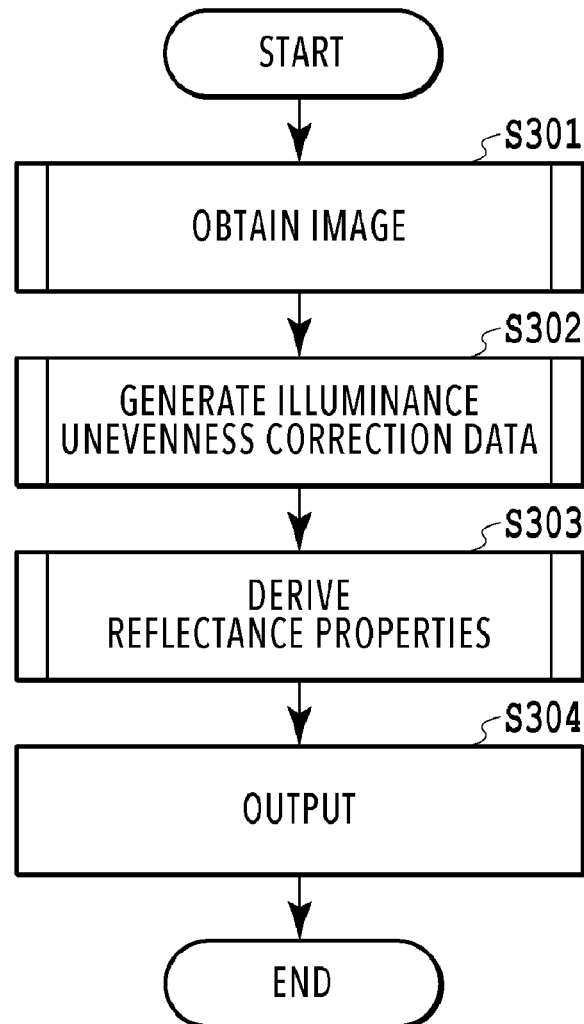 START
S301
OBTAIN IMAGE
S302
GENERATE ILLUMINANCE
UNEVENNESS CORRECTION DATA
S303
DERIVE
REFLECTANCE PROPERTIES
S304
OUTPUT
END